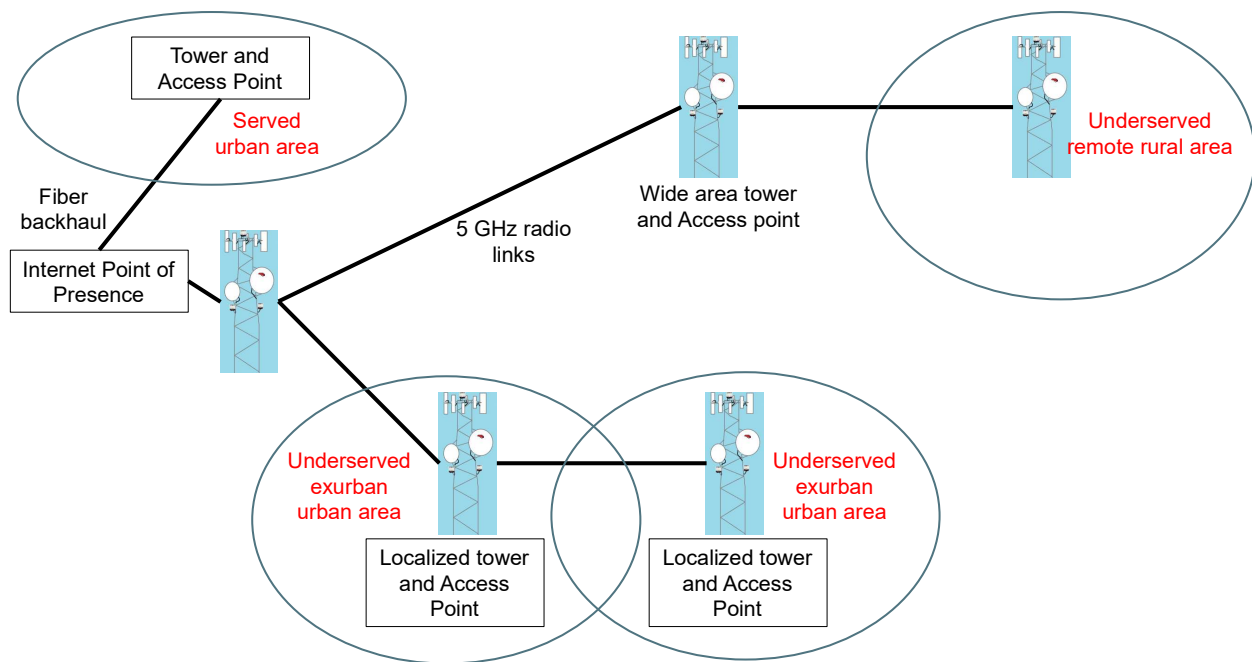 Tower and
Access Point
Served
urban area
Fiber
backhaul
Internet Point of
Presence
5 GHz radio
links
Wide area tower
and Access point
Underserved
remote rural area
Underserved
exurban
urban area
Localized tower
and Access
Point
Underserved
exurban
urban area
Localized tower
and Access
Point